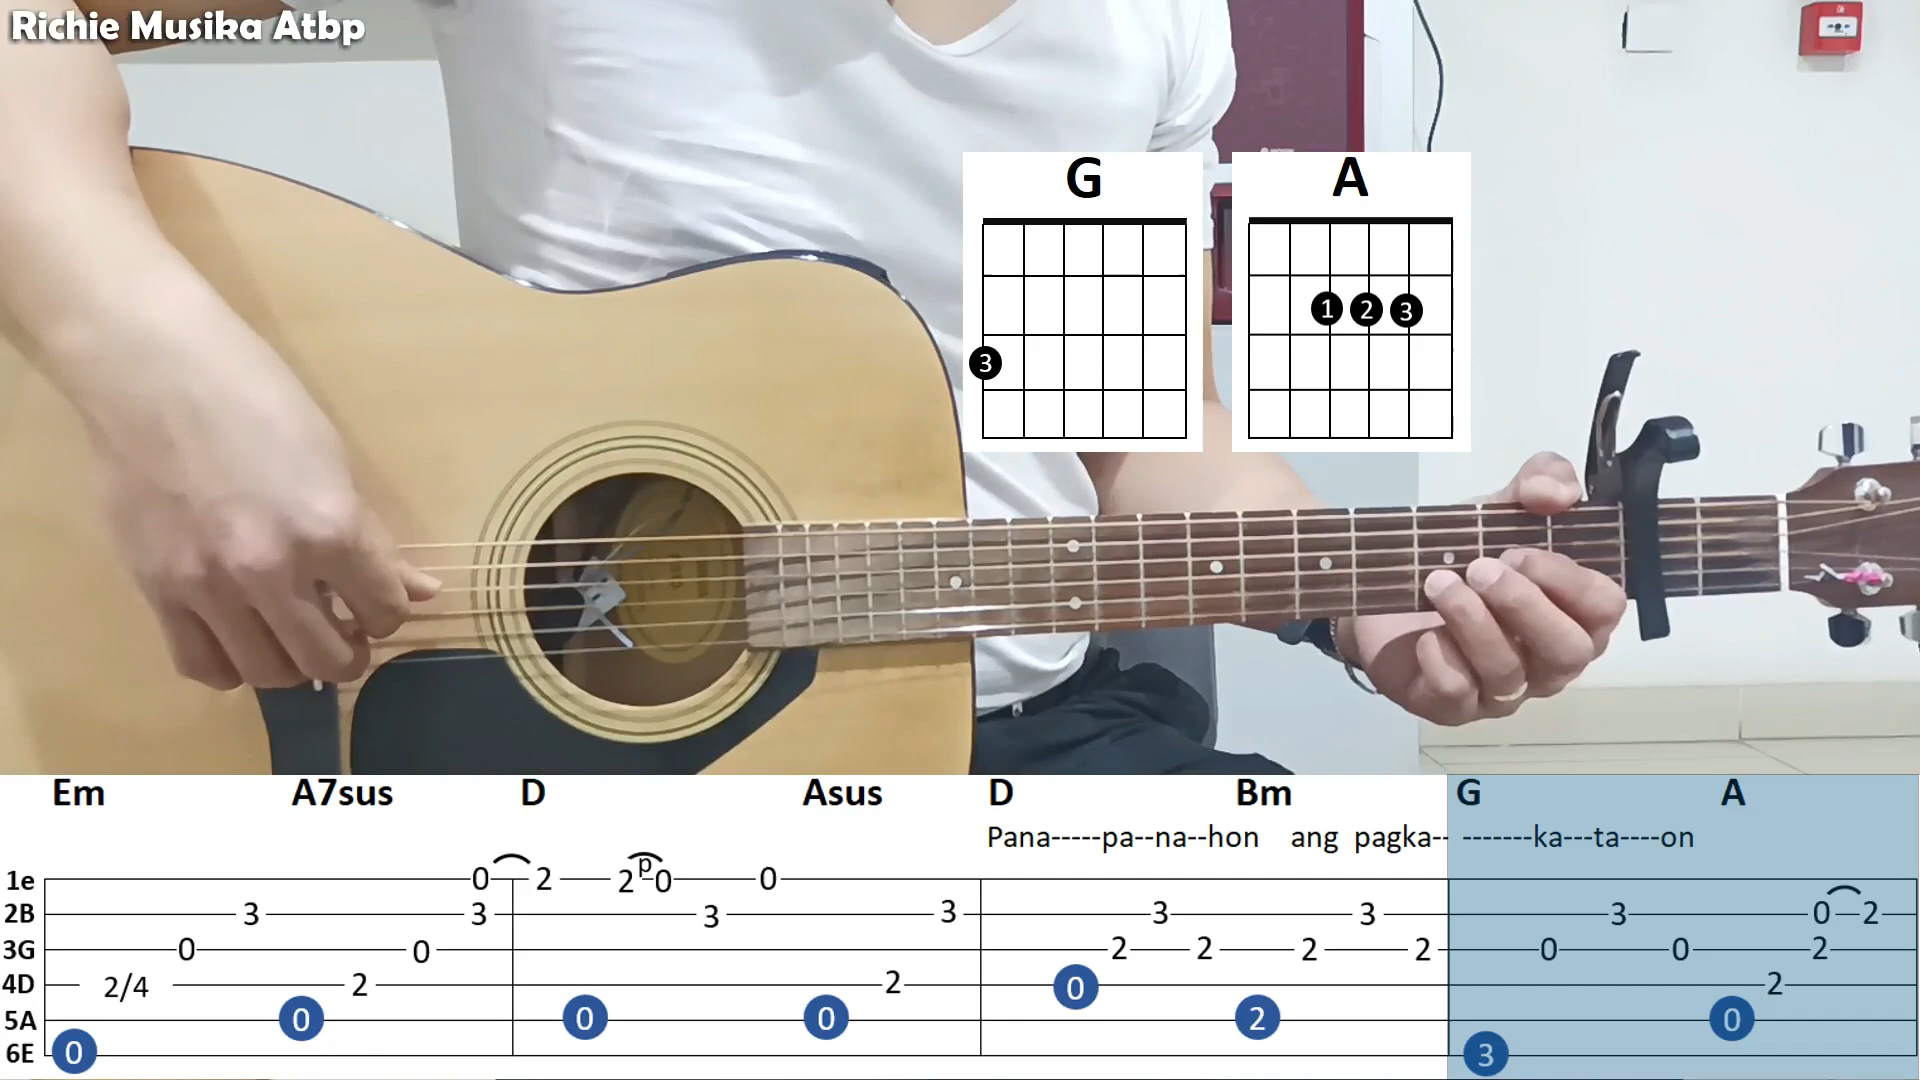 Richie Musika Atbp
G A
1 2 3
3
Em A7sus D Asus D Bm G A
Pana-----pa--na--hon ang pagka-- -------ka---ta----on
1e 0 2 2 p 0 0
2B 3 3 3 3 3 3 3 0 2
3G 0 0 2 2 2 2 0 0 2
4D 2/4 2 2 0 2
5A 0 0 0 2 0
6E 0 3